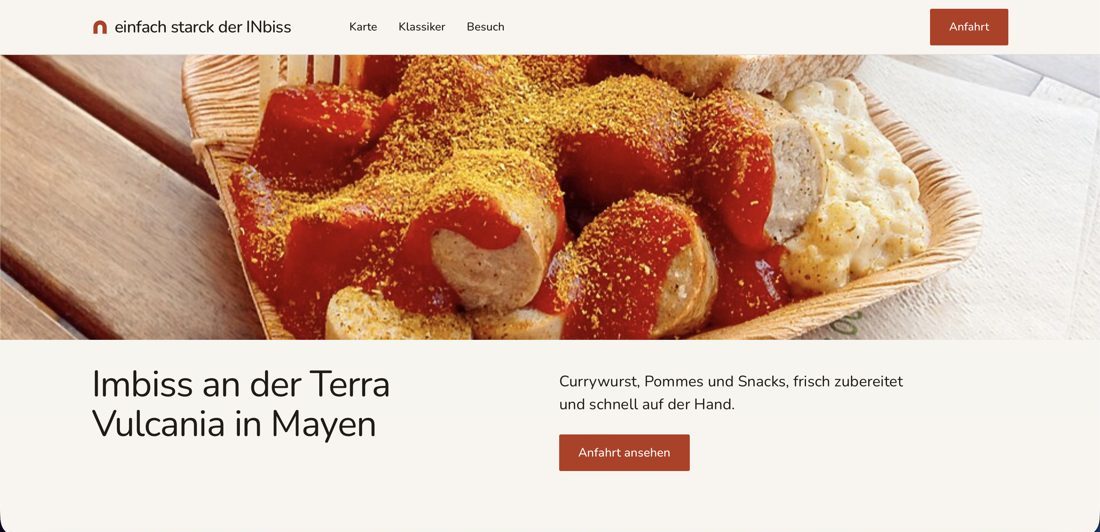 einfach starck der INbiss
Karte
Klassiker
Besuch
Anfahrt
Imbiss an der Terra
Vulcania in Mayen
Currywurst, Pommes und Snacks, frisch zubereitet
und schnell auf der Hand.
Anfahrt ansehen